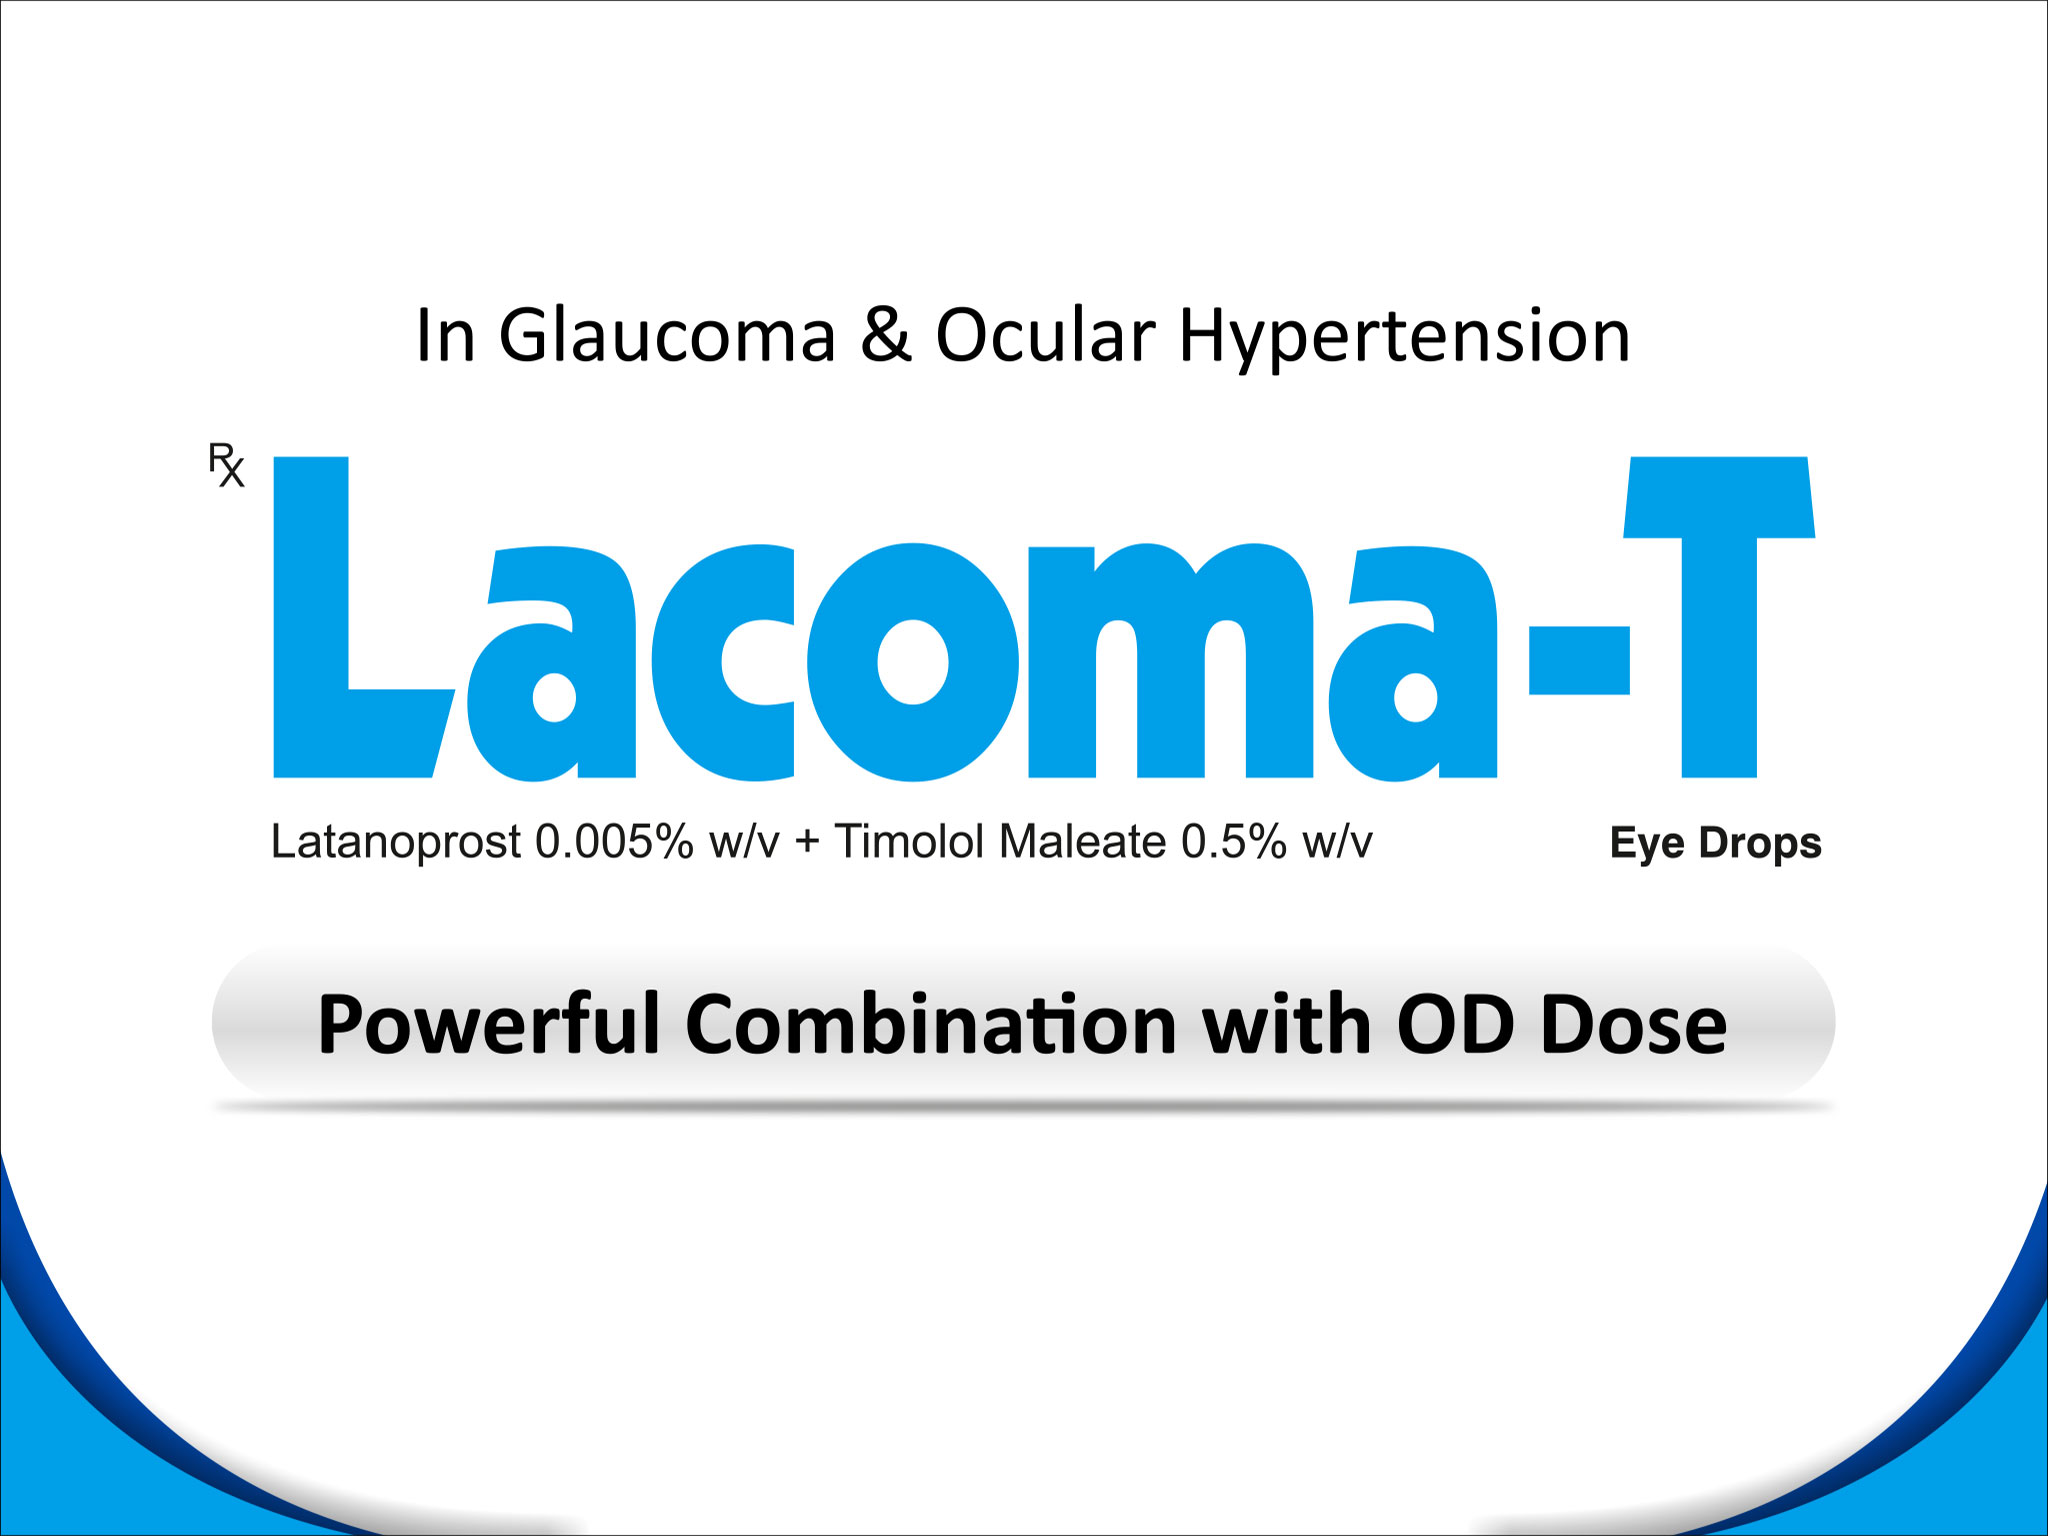 In Glaucoma & Ocular Hypertension
℞ Lacoma-T
Latanoprost 0.005% w/v + Timolol Maleate 0.5% w/v Eye Drops
Powerful Combination with OD Dose